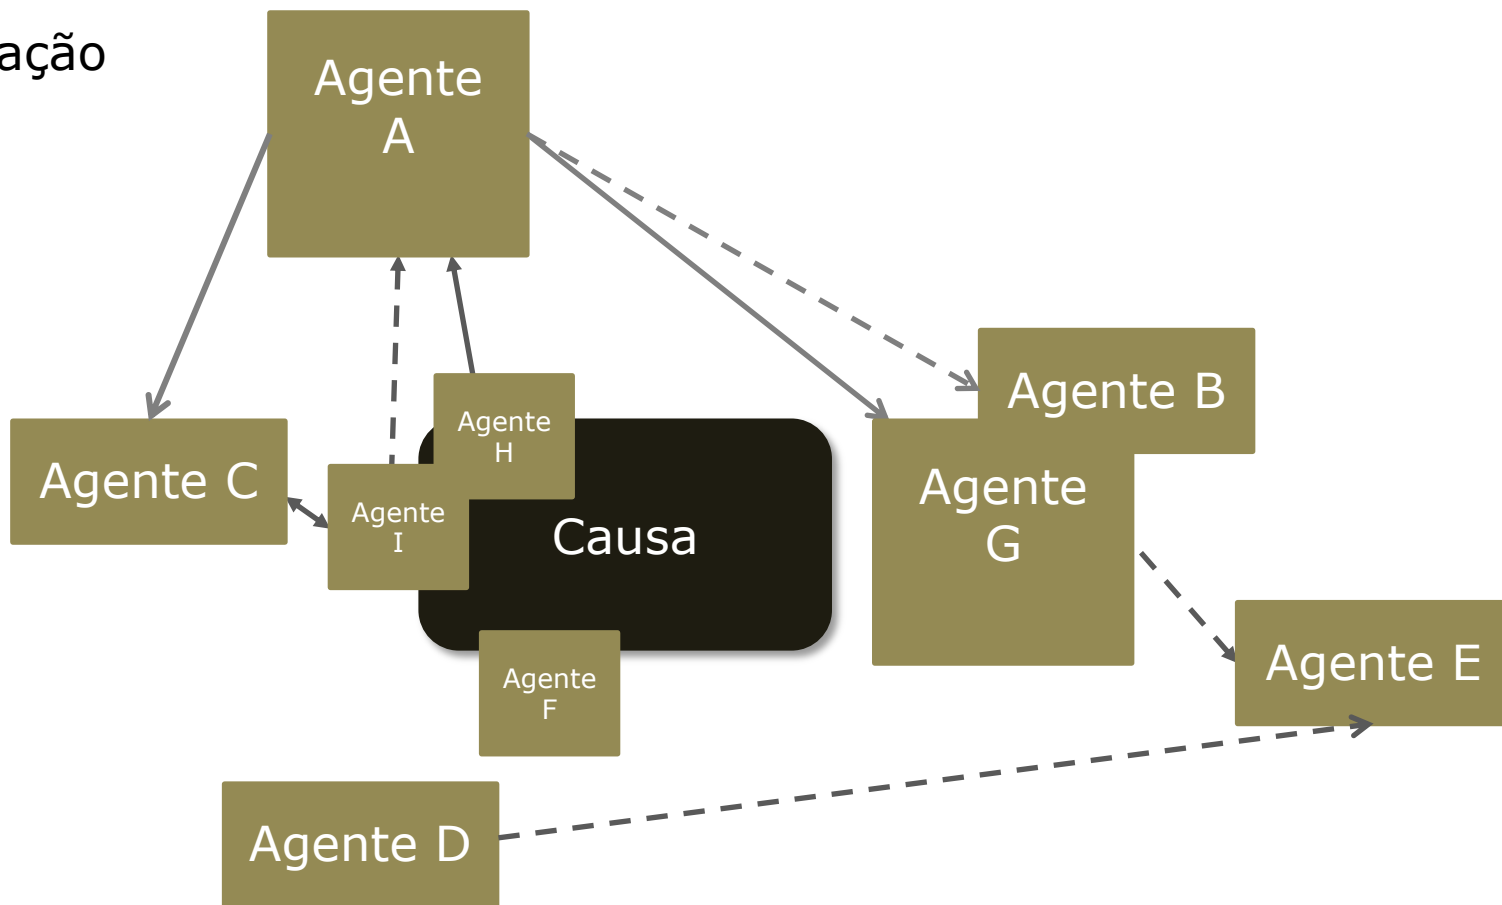 ação
Agente
A
Agente B
Agente
H
Agente C
Agente
G
Agente
I
Causa
Agente E
Agente
F
Agente D